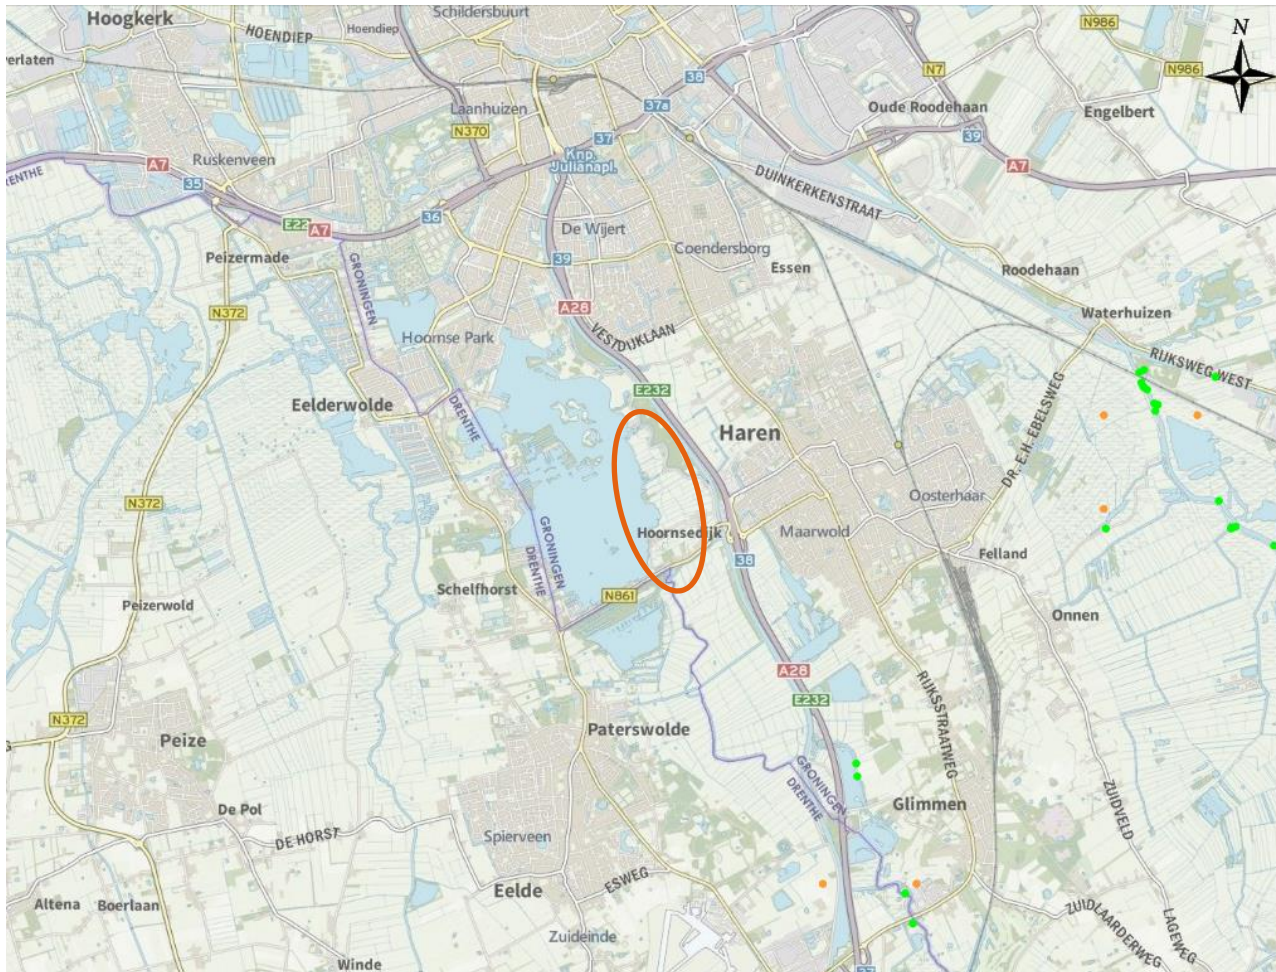 Schildersbuurt
Hoogkerk
HOENDIEP
Hoendiep
N986
N
verlaten
38
N7
N986
Laanhuizen
37a
Oude Roodehaan
Engelbert
N370
37
39
Knp.
Julianapl.
Ruskenveen
A7
A7
RENTHE
35
DUINKERKENSTRAAT
36
E22
A7
De Wijert
Coendersborg
Peizermade
39
Essen
Roodehaan
GRONINGEN
A28
N372
Waterhuizen
Hoornse Park
VESTDIJKLAAN
RIJKSWEG WEST
E232
Eelderwolde
DRENTHE
DR. E.H. EBELSWEG
Haren
N372
Oosterhaar
Hoornsedijk
Maarwold
GRONINGEN
DRENTHE
38
Felland
Schelfhorst
N861
Peizerwold
Onnen
A28
E232
RIJKSSTRAATWEG
N372
Paterswolde
Peize
GRONINGEN
DRENTHE
ZUIDVELD
Glimmen
De Pol
DE HORST
Spierveen
ESWEG
Eelde
Altena
Boerlaan
ZUIDLAARDERWEG
LAGEWEG
Zuideinde
Winde
37